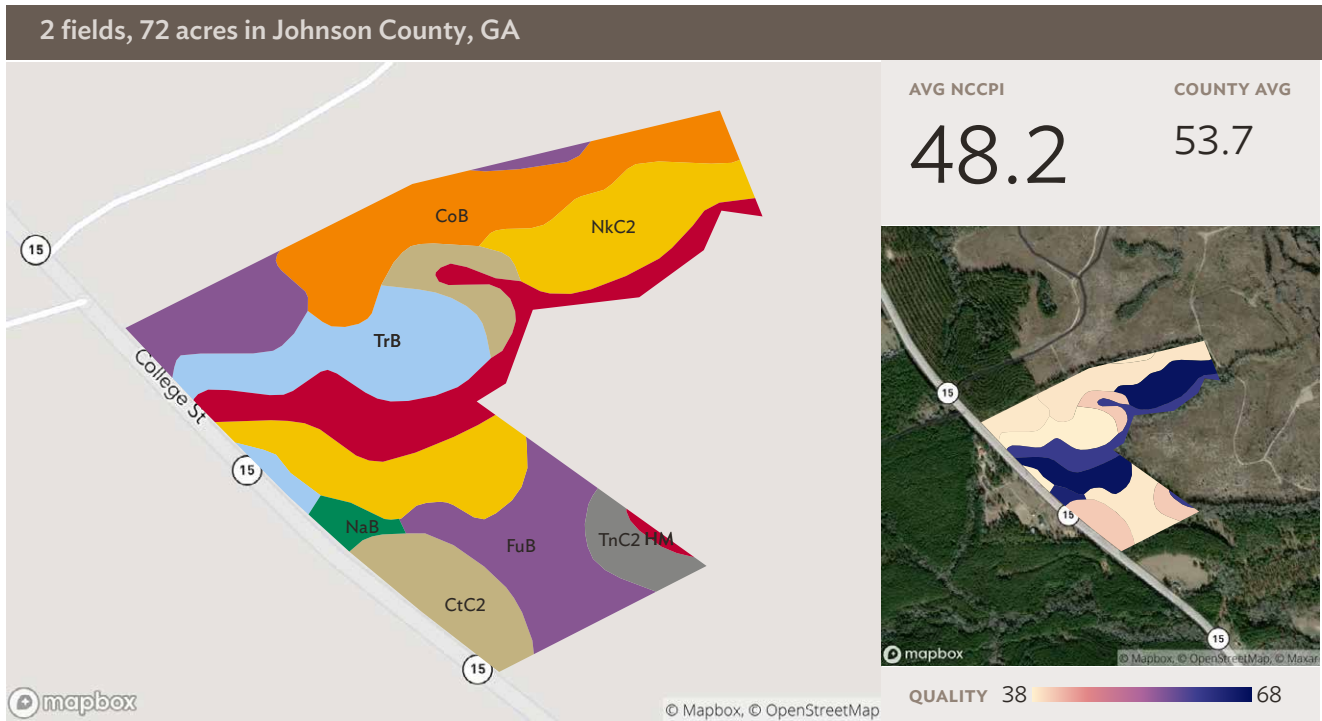 2 fields, 72 acres in Johnson County, GA
AVG NCCPI
COUNTY AVG
48.2
53.7
15
CoB
NkC2
TrB
College St
15
NaB
FuB
TnC2
HM
CtC2
15
mapbox
© Mapbox, © OpenStreetMap
15
15
15
mapbox
© Mapbox, © OpenStreetMap, © Maxar
QUALITY 38 68